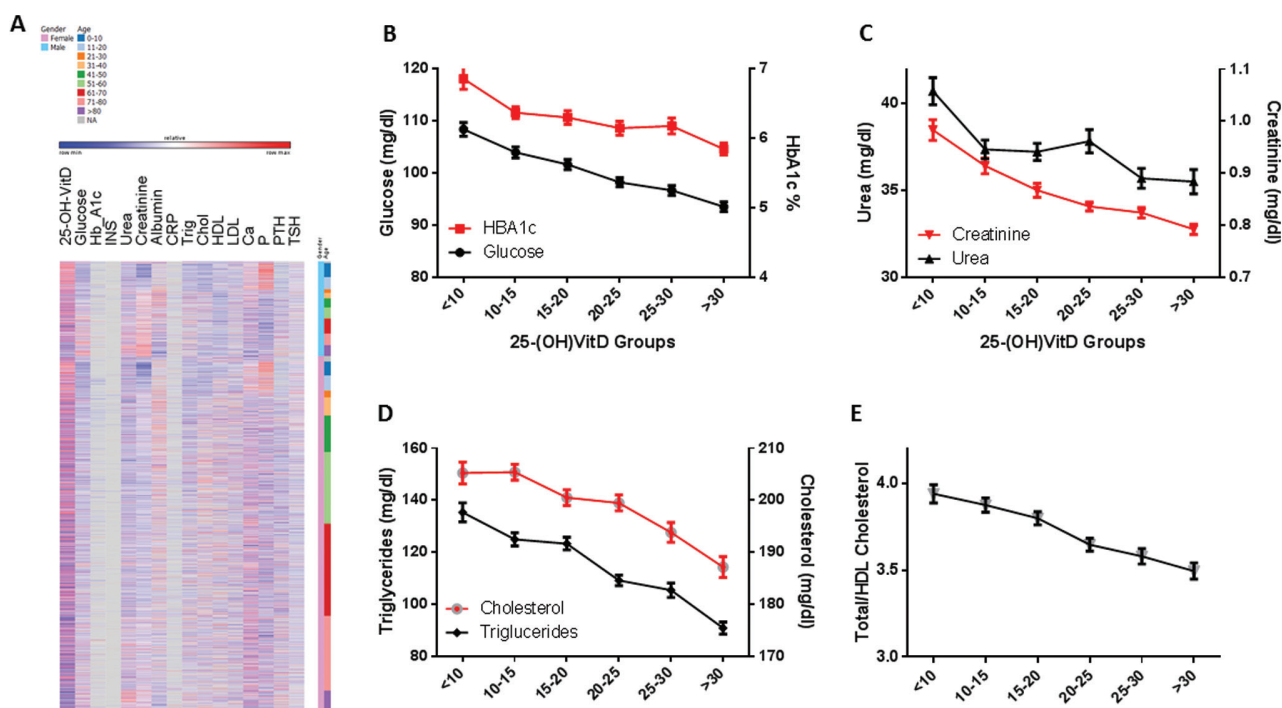 A
Gender
Female
Male
Age
0-10
11-20
21-30
31-40
41-50
51-60
61-70
71-80
>80
NA
relative
row min row max
25-OH-VitD
Glucose
Hb_A1c
INS
Urea
Creatinine
Albumin
CRP
Trig
Chol
HDL
LDL
Ca
P
PTH
TSH
Gender
Age
B
120
110
100
90
80
Glucose (mg/dl)
7
6
5
4
HbA1c %
HBA1c
Glucose
<10 10-15 15-20 20-25 25-30 >30
25-(OH)VitD Groups
C
40
35
30
Urea (mg/dl)
1.1
1.0
0.9
0.8
0.7
Creatinine (mg/dl)
Creatinine
Urea
<10 10-15 15-20 20-25 25-30 >30
25-(OH)VitD Groups
D
160
140
120
100
80
Triglycerides (mg/dl)
210
200
190
180
170
Cholesterol (mg/dl)
Cholesterol
Triglucerides
<10 10-15 15-20 20-25 25-30 >30
E
4.0
3.5
3.0
Total/HDL Cholesterol
<10 10-15 15-20 20-25 25-30 >30